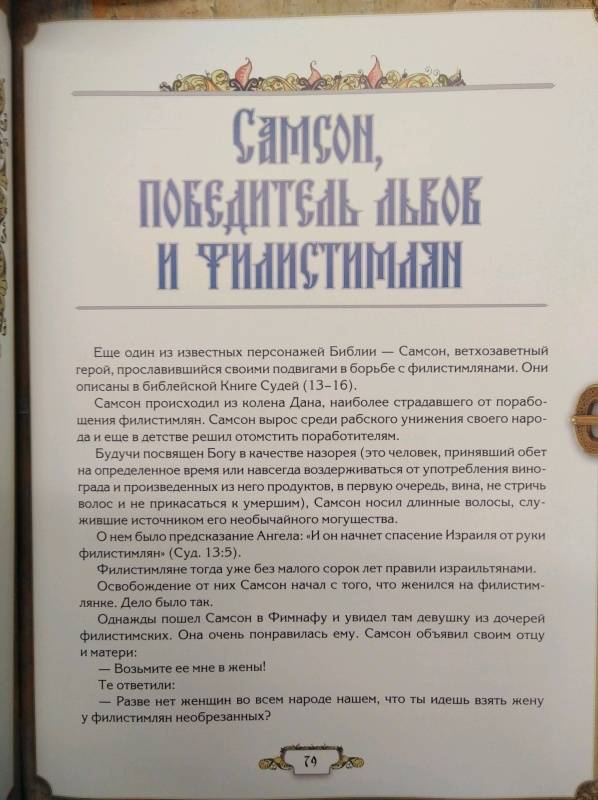 Самсон,
победитель львов
и филистимлян
Еще один из известных персонажей Библии — Самсон, ветхозаветный
герой, прославившийся своими подвигами в борьбе с филистимлянами. Они
описаны в библейской Книге Судей (13–16).
Самсон происходил из колена Дана, наиболее страдавшего от порабо-
щения филистимлян. Самсон вырос среди рабского унижения своего наро-
да и еще в детстве решил отомстить поработителям.
Будучи посвящен Богу в качестве назорея (это человек, принявший обет
на определенное время или навсегда воздерживаться от употребления вино-
града и произведенных из него продуктов, в первую очередь, вина, не стричь
волос и не прикасаться к умершим), Самсон носил длинные волосы, слу-
жившие источником его необычайного могущества.
О нем было предсказание Ангела: «И он начнет спасение Израиля от руки
филистимлян» (Суд. 13:5).
Филистимляне тогда уже без малого сорок лет правили израильтянами.
Освобождение от них Самсон начал с того, что женился на филистим-
лянке. Дело было так.
Однажды пошел Самсон в Фимнафу и увидел там девушку из дочерей
филистимских. Она очень понравилась ему. Самсон объявил своим отцу
и матери:
— Возьмите ее мне в жены!
Те ответили:
— Разве нет женщин во всем народе нашем, что ты идешь взять жену
у филистимлян необрезанных?
74